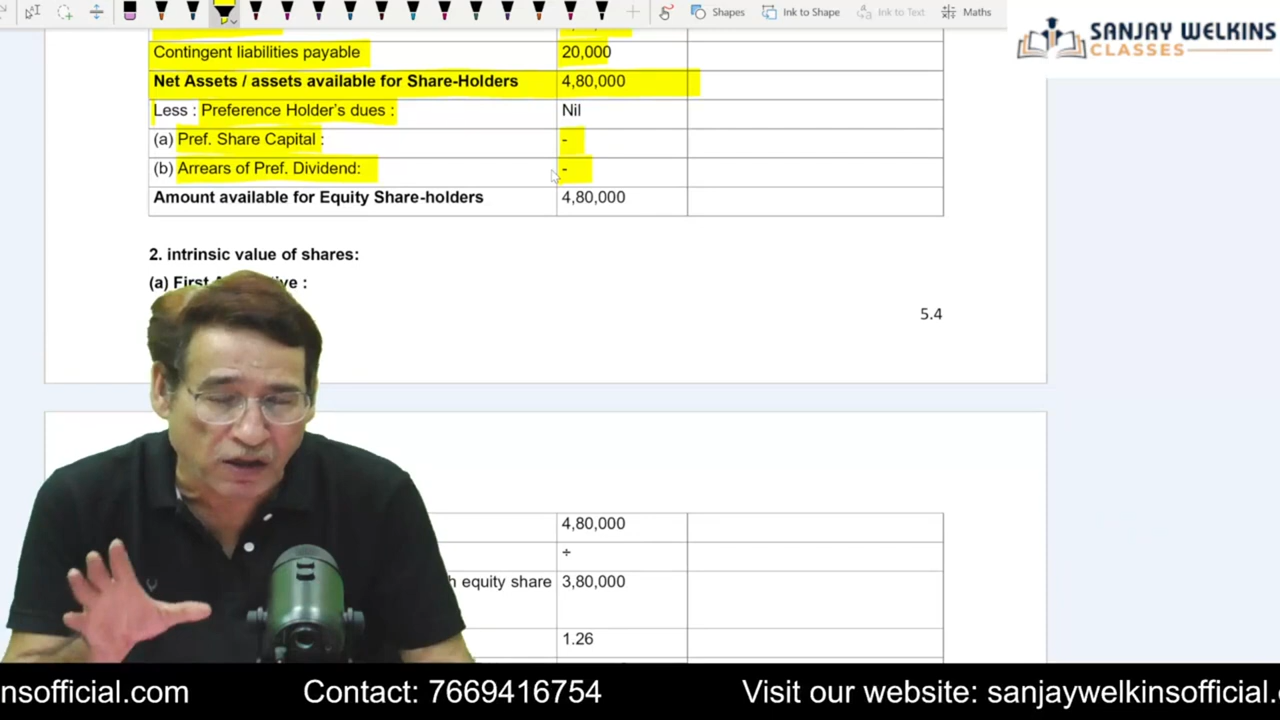 Shapes
Ink to Shape
Ink to Text
Maths
SANJAY WELKINS
CLASSES
Contingent liabilities payable 20,000
Net Assets / assets available for Share-Holders 4,80,000
Less : Preference Holder's dues : Nil
(a) Pref. Share Capital : -
(b) Arrears of Pref. Dividend: -
Amount available for Equity Share-holders 4,80,000
2. intrinsic value of shares:
(a) First :
5.4
4,80,000
÷
equity share 3,80,000
1.26
insofficial.com Contact: 7669416754 Visit our website: sanjaywelkinsofficial.